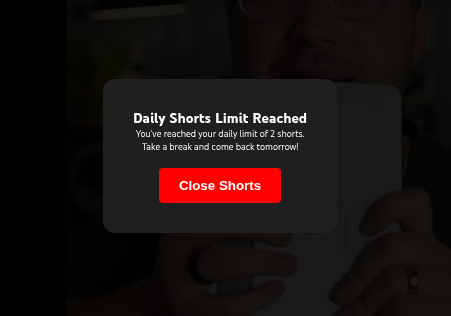 Daily Shorts Limit Reached
You've reached your daily limit of 2 shorts.
Take a break and come back tomorrow!
Close Shorts